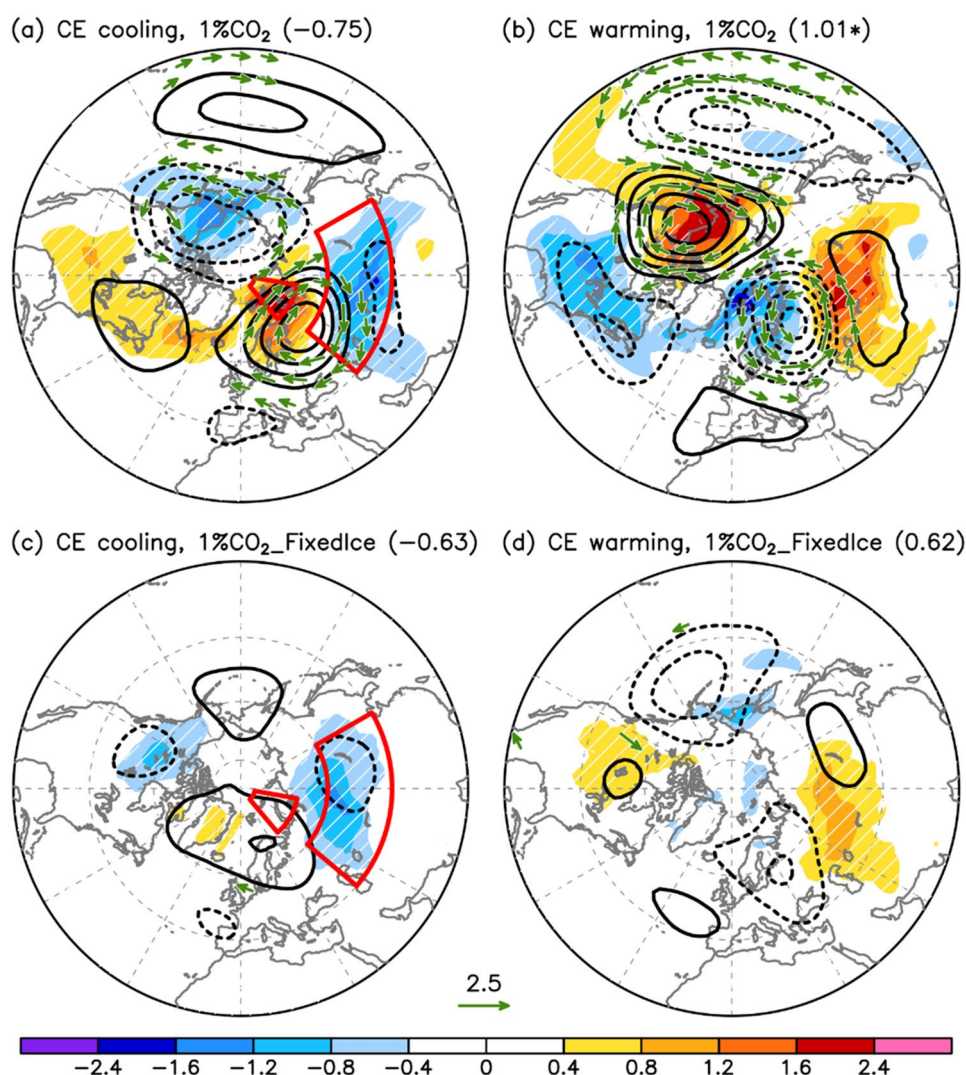 (a) CE cooling, 1%CO₂ (−0.75)
(b) CE warming, 1%CO₂ (1.01*)
(c) CE cooling, 1%CO₂_FixedIce (−0.63)
(d) CE warming, 1%CO₂_FixedIce (0.62)
2.5
−2.4 −1.6 −1.2 −0.8 −0.4 0 0.4 0.8 1.2 1.6 2.4